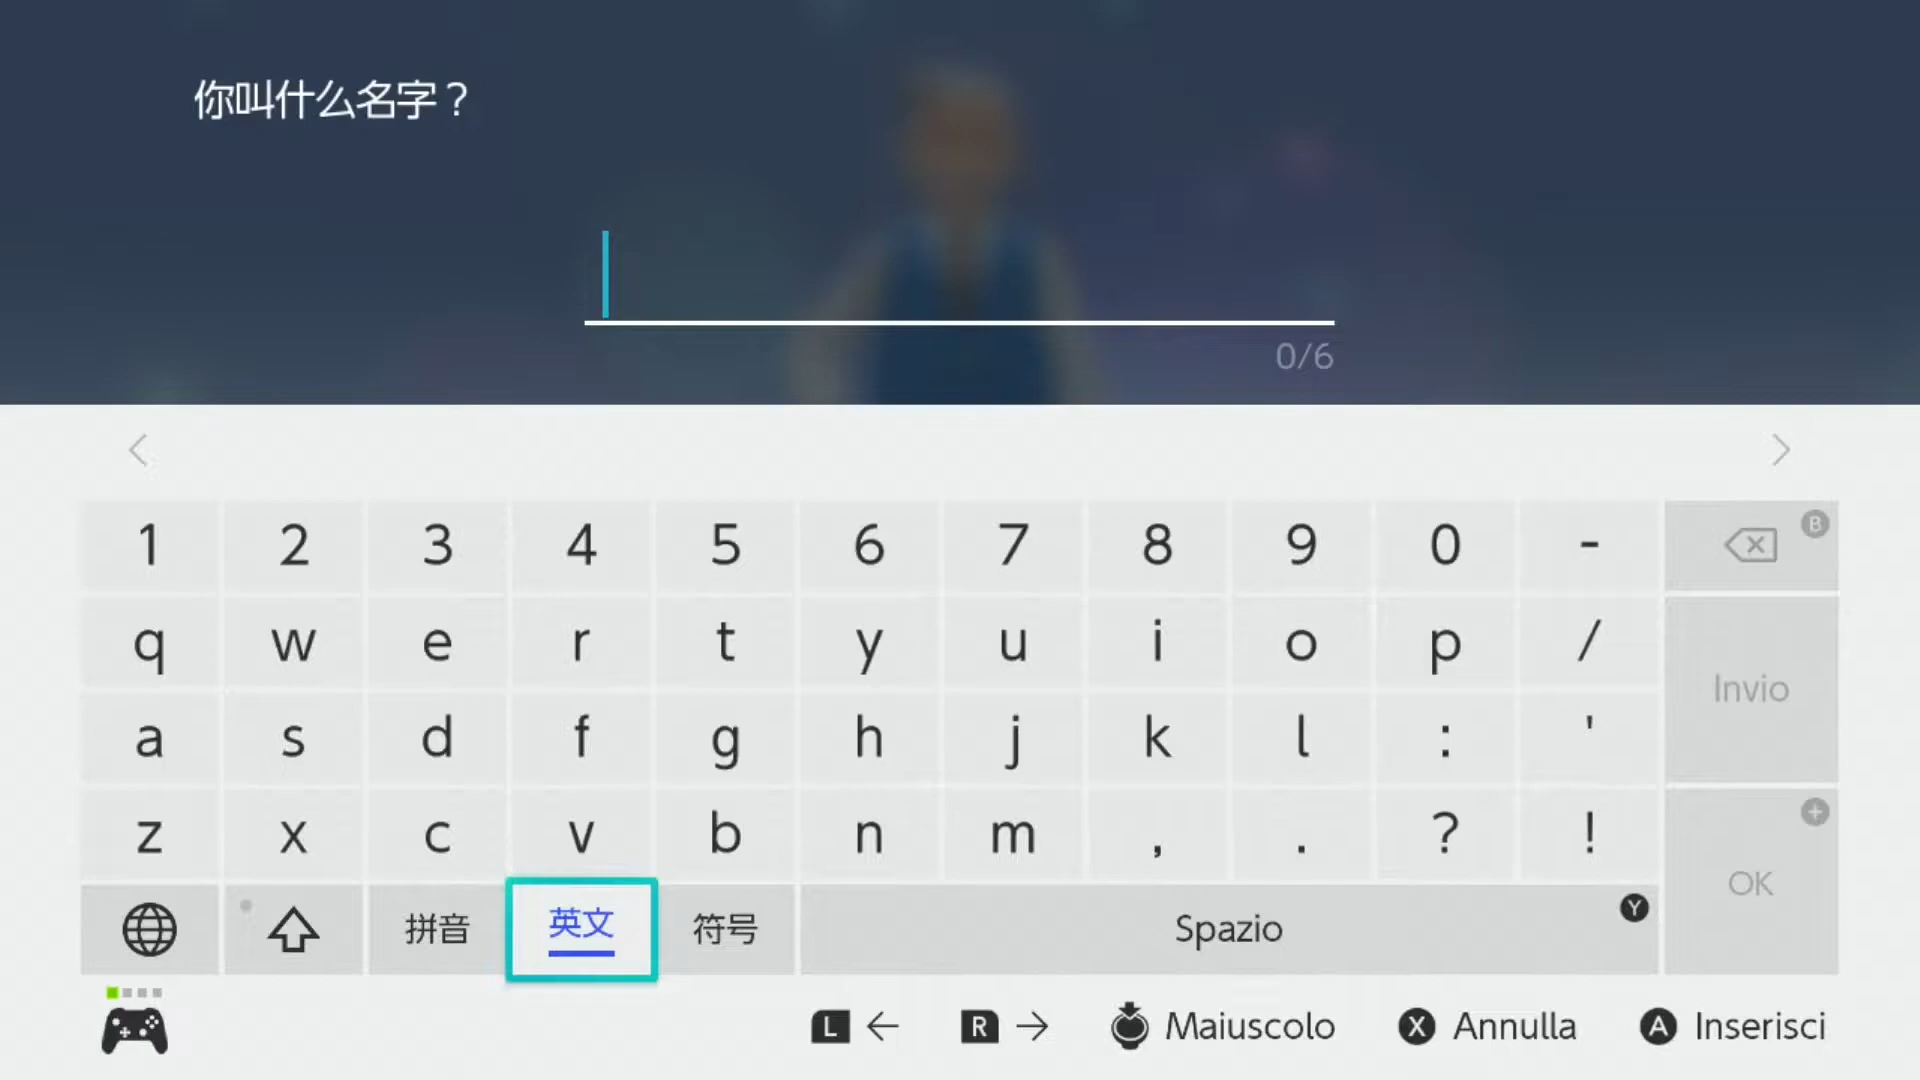 你叫什么名字？
0/6
1 2 3 4 5 6 7 8 9 0 - B
q w e r t y u i o p / Invio
a s d f g h j k l : '
z x c v b n m , . ? ! + OK
拼音 英文 符号 Spazio Y
L ← R → Maiuscolo X Annulla A Inserisci